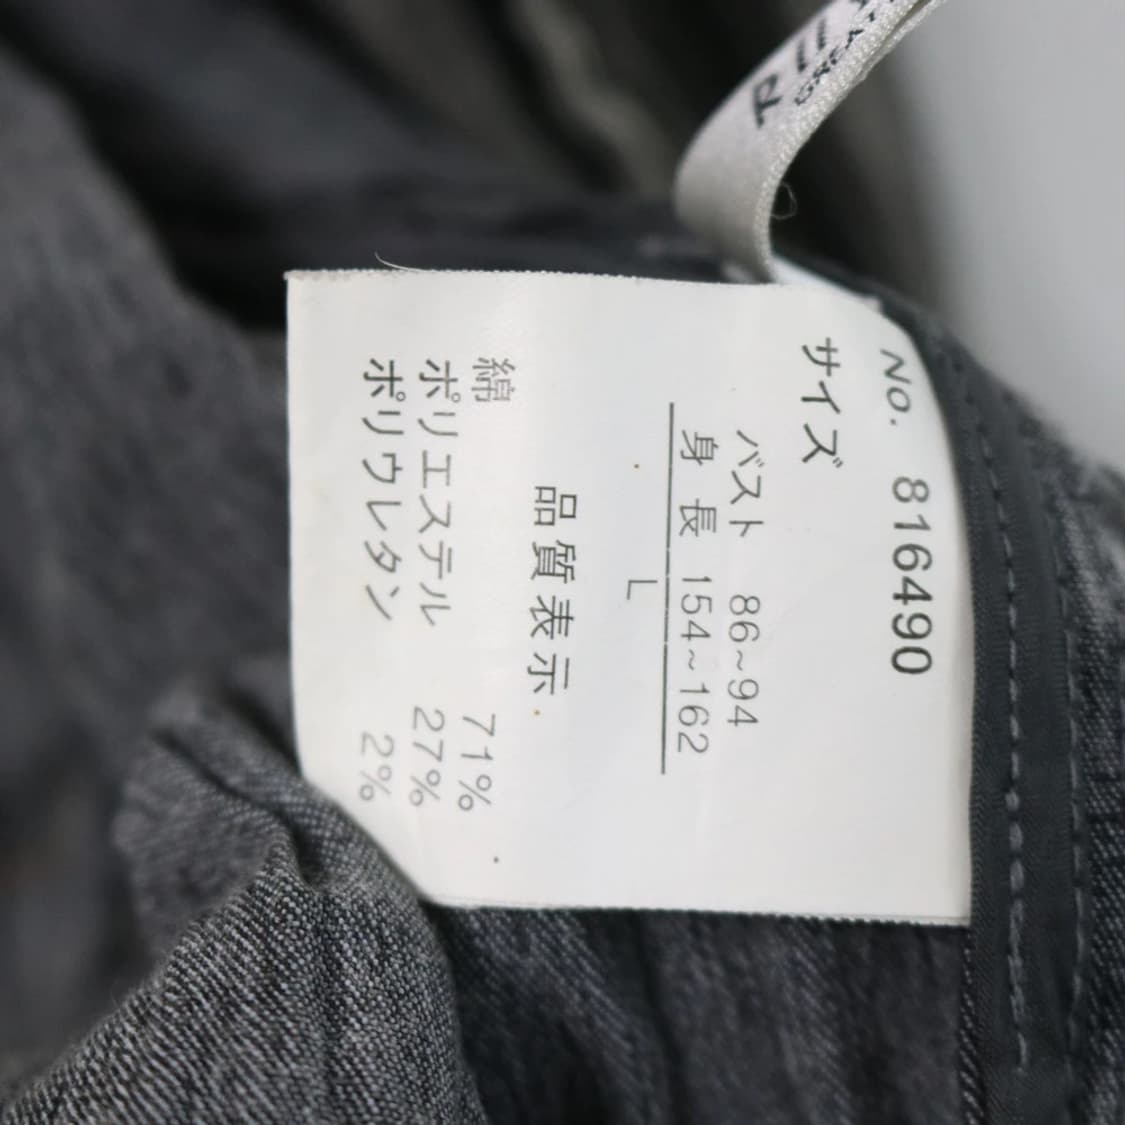 No. 816490
サイズ
バスト 86~94
身長 154~162
L
品質表示
綿 71%
ポリエステル 27%
ポリウレタン 2%